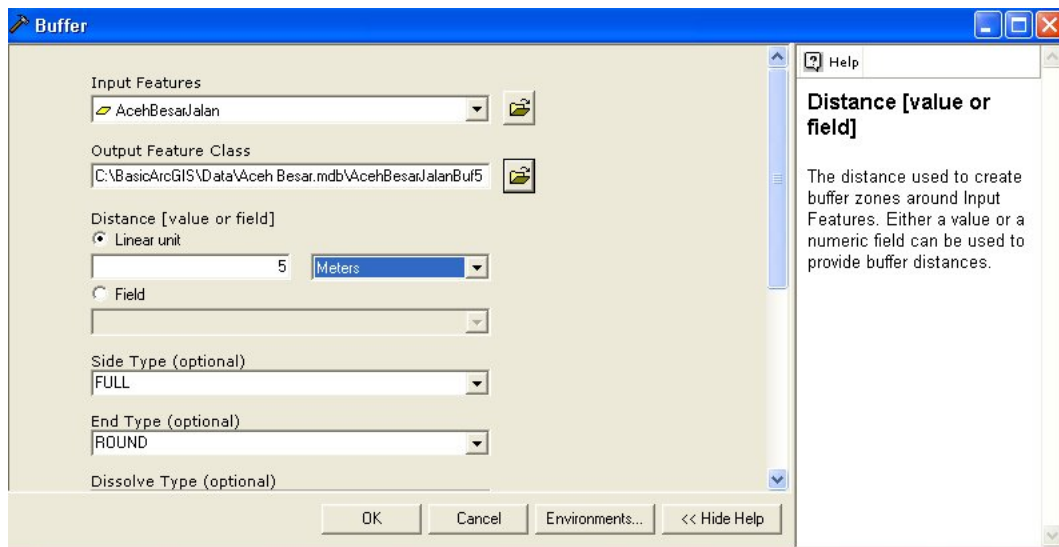 Buffer
Input Features
AcehBesarJalan
Output Feature Class
C:\BasicArcGIS\Data\Aceh Besar.mdb\AcehBesarJalanBuf5
Distance [value or field]
Linear unit
5 Meters
Field
Side Type (optional)
FULL
End Type (optional)
ROUND
Dissolve Type (optional)
OK Cancel Environments... << Hide Help
Help
Distance [value or
field]
The distance used to create
buffer zones around Input
Features. Either a value or a
numeric field can be used to
provide buffer distances.